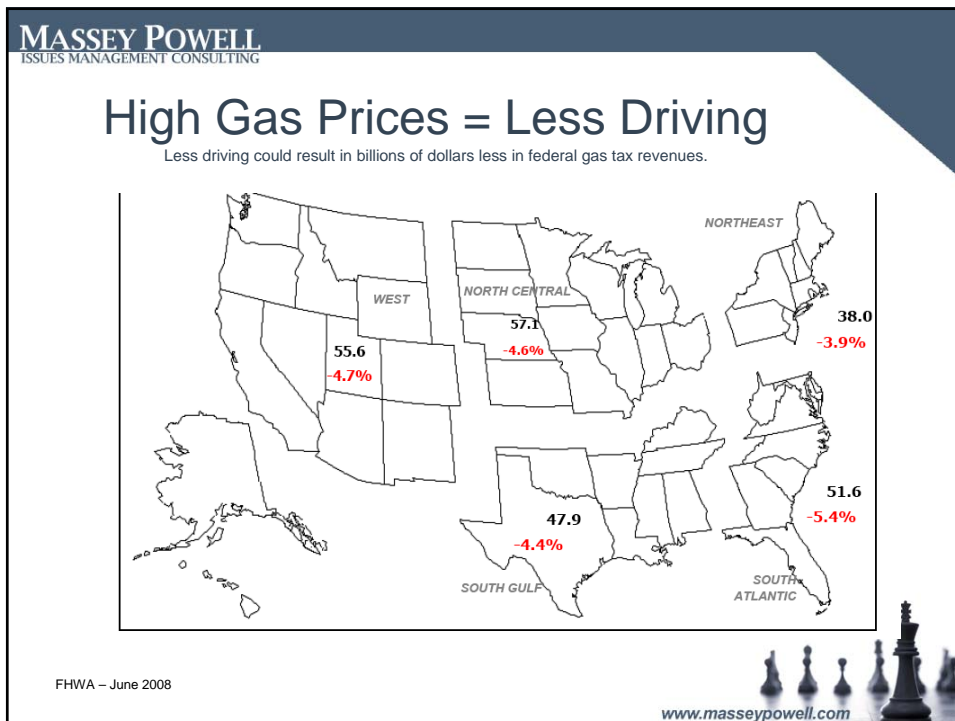 MASSEY POWELL
ISSUES MANAGEMENT CONSULTING
High Gas Prices = Less Driving
Less driving could result in billions of dollars less in federal gas tax revenues.
NORTHEAST
WEST
NORTH CENTRAL
38.0
-3.9%
57.1
-4.6%
55.6
-4.7%
51.6
-5.4%
47.9
-4.4%
SOUTH GULF
SOUTH
ATLANTIC
FHWA – June 2008
www.masseypowell.com